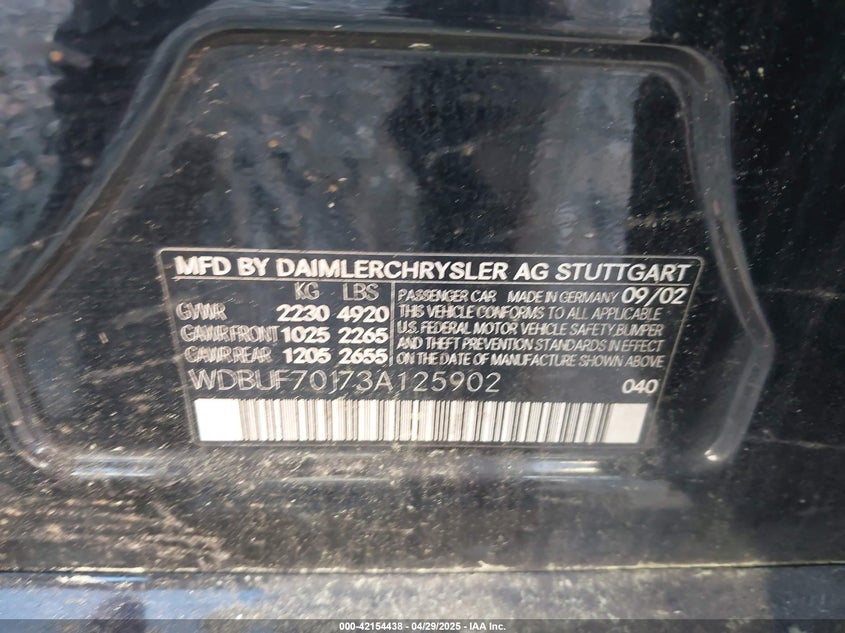 MFD BY DAIMLERCHRYSLER AG STUTTGART
KG LBS
GVWR 2230 4920
GAWR FRONT 1025 2265
GAWR REAR 1205 2655
PASSENGER CAR MADE IN GERMANY 09/02
THIS VEHICLE CONFORMS TO ALL APPLICABLE
U.S. FEDERAL MOTOR VEHICLE SAFETY, BUMPER
AND THEFT PREVENTION STANDARDS IN EFFECT
ON THE DATE OF MANUFACTURE SHOWN ABOVE
WDBUF70J73A125902 040
000-42154438 - 04/29/2025 - IAA Inc.